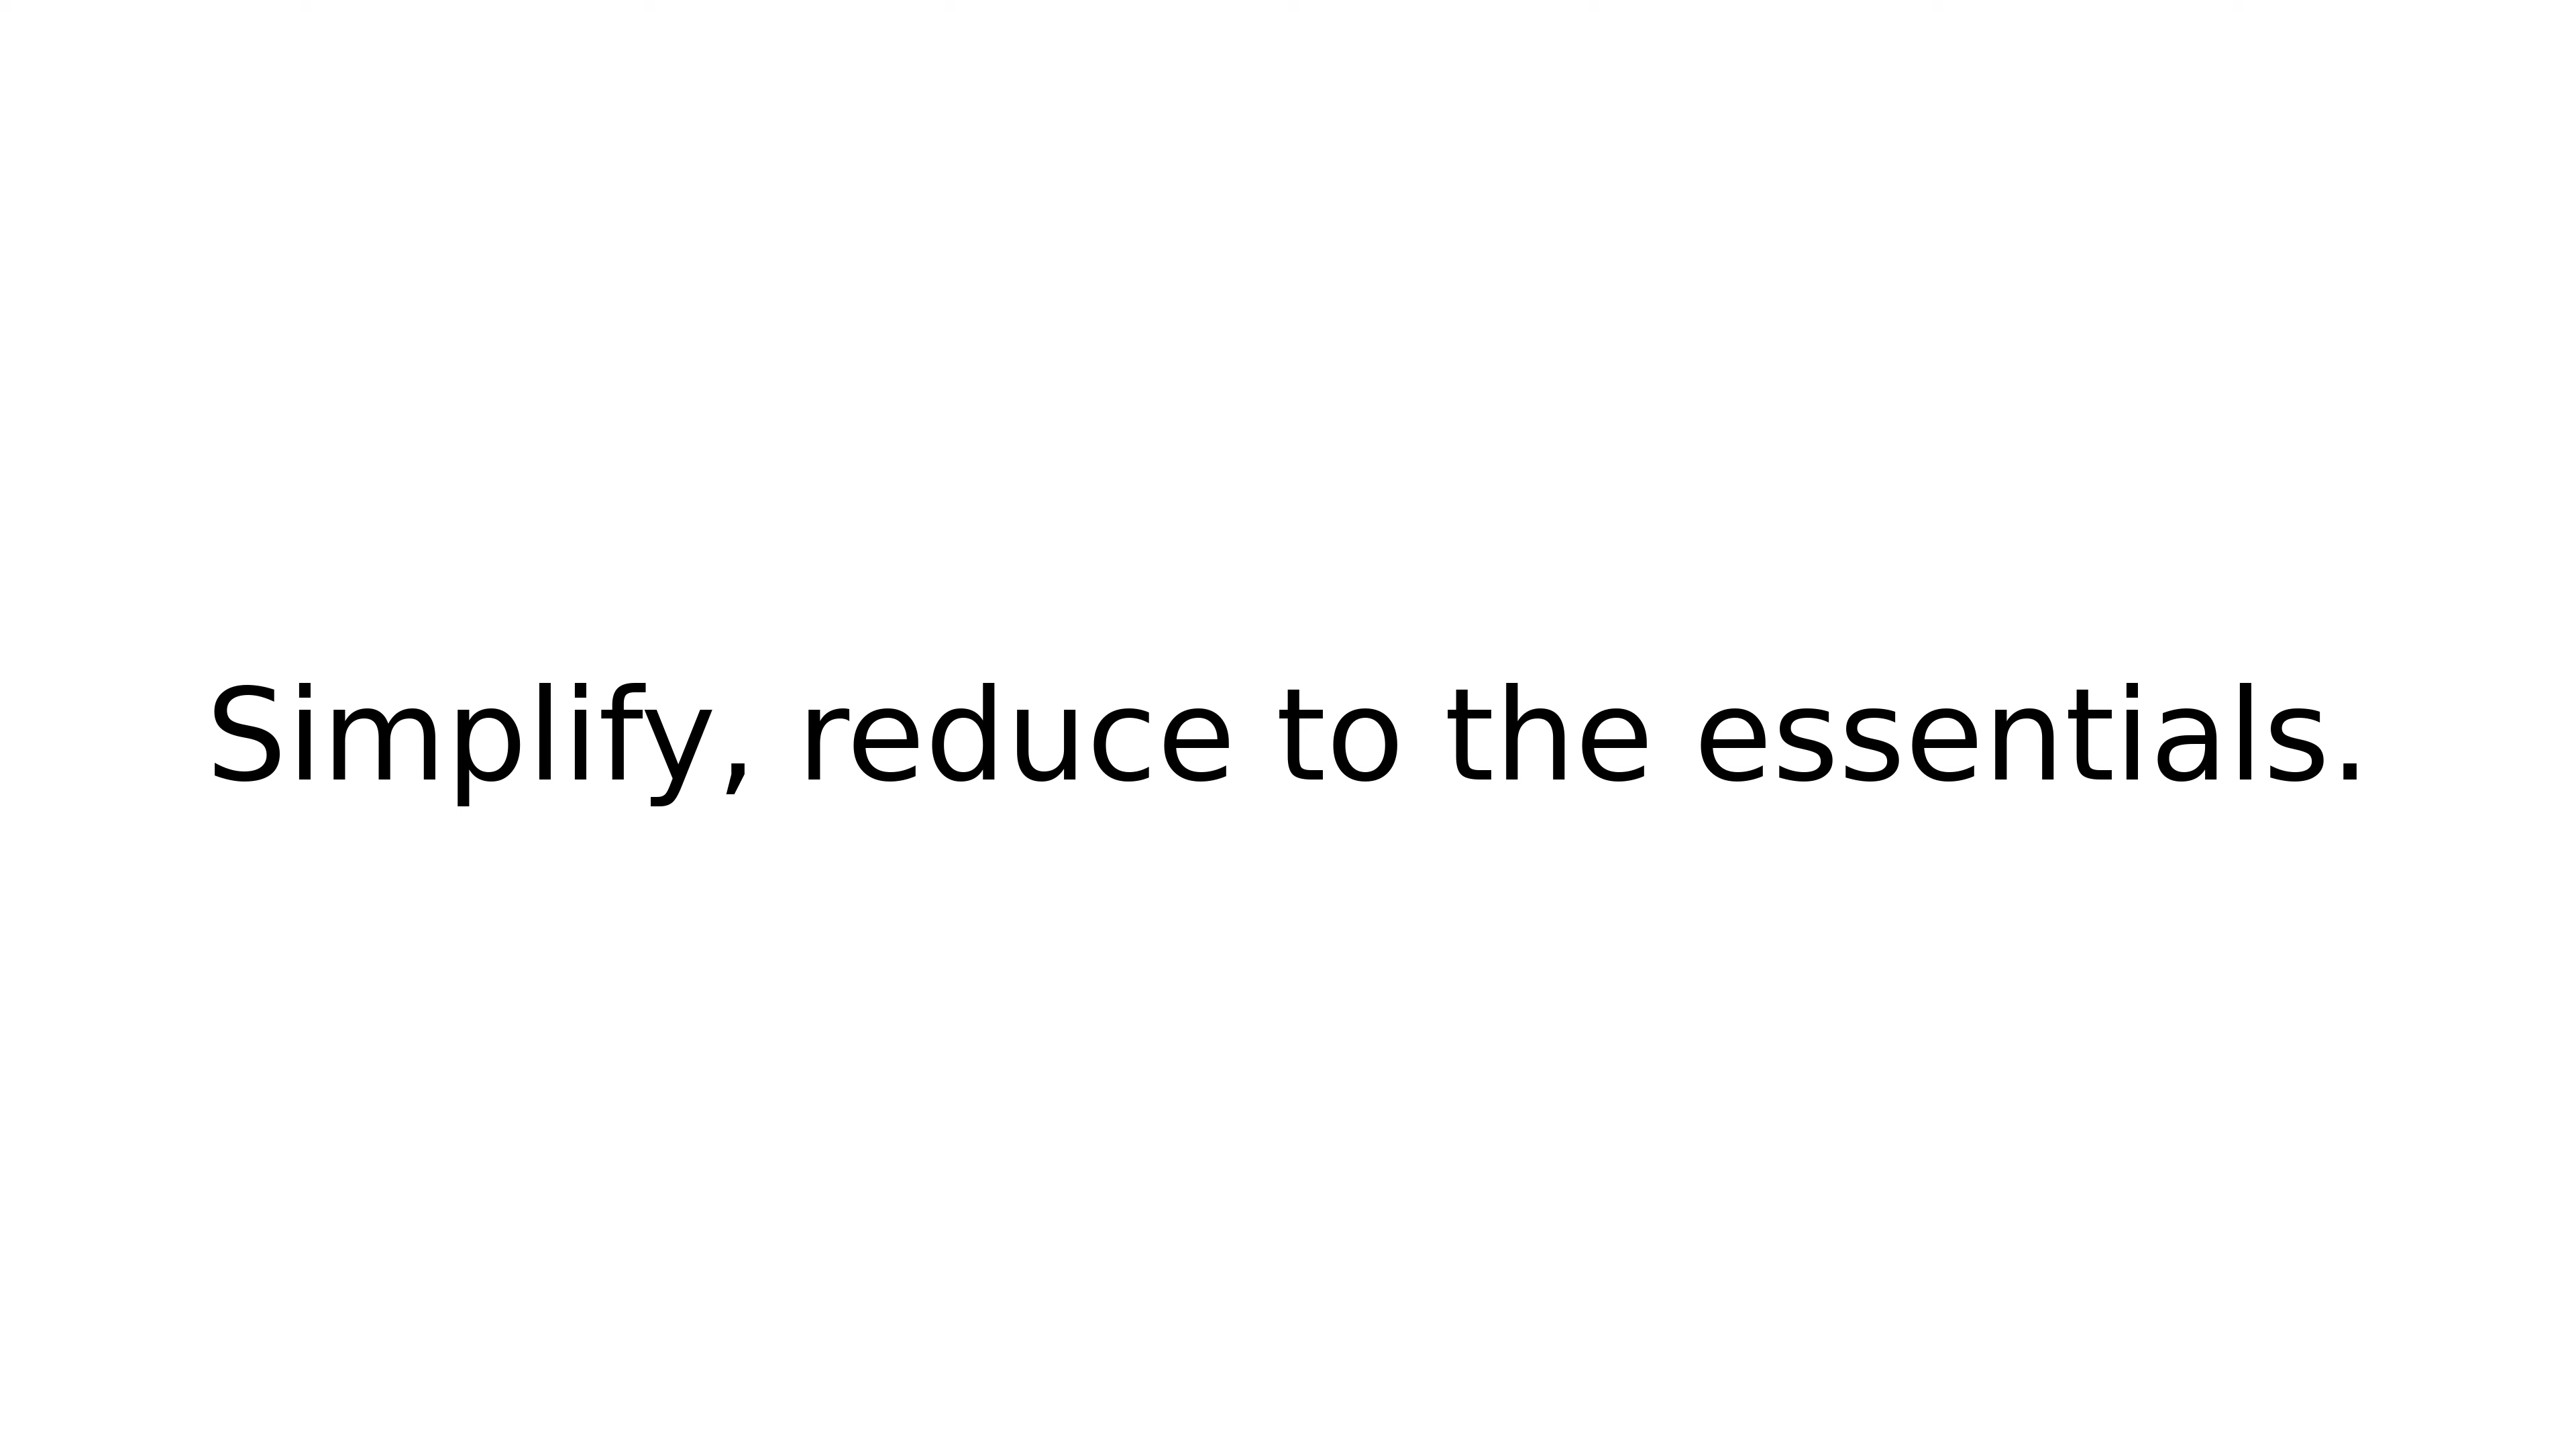 Simplify, reduce to the essentials.